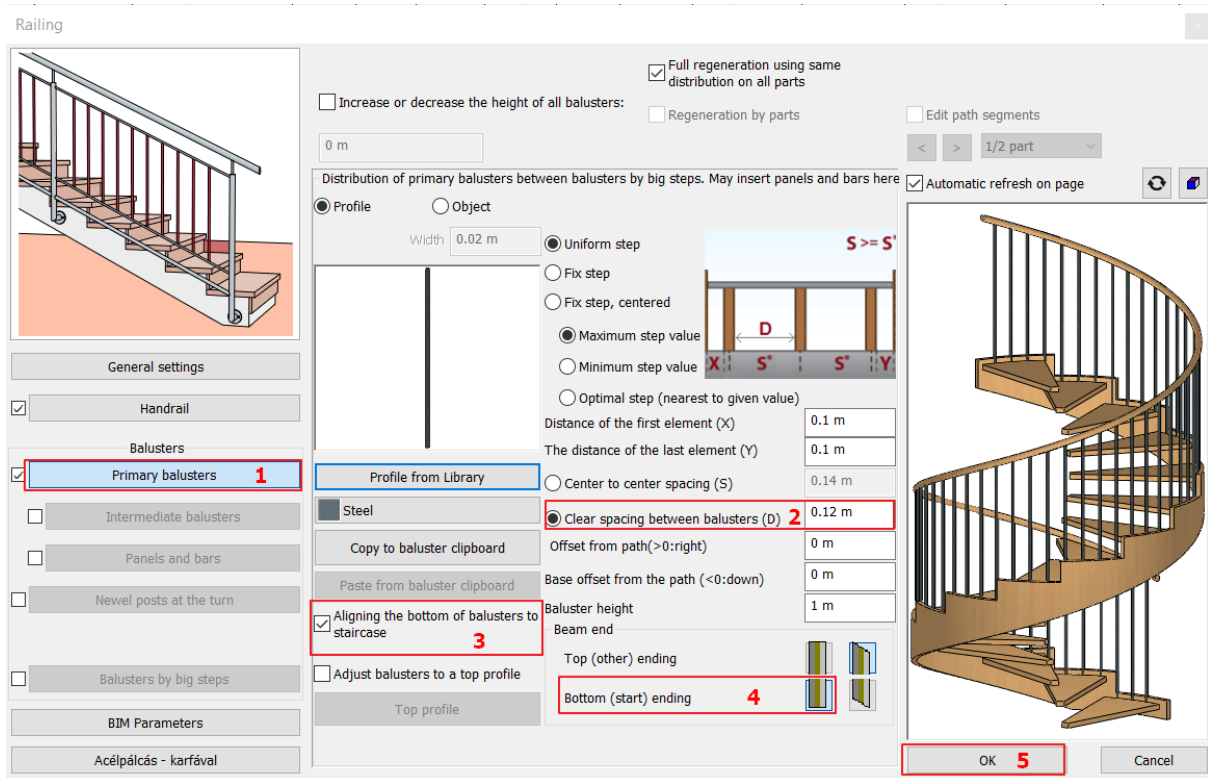 Railing
Full regeneration using same
distribution on all parts
Increase or decrease the height of all balusters:
Regeneration by parts
Edit path segments
0 m
<
>
1/2 part
Distribution of primary balusters between balusters by big steps. May insert panels and bars here
Automatic refresh on page
Profile
Object
Width
0.02 m
Uniform step
S >= S*
Fix step
Fix step, centered
Maximum step value
D
Minimum step value
X
S*
S*
Y
Optimal step (nearest to given value)
General settings
Handrail
Distance of the first element (X)
0.1 m
Balusters
The distance of the last element (Y)
0.1 m
Primary balusters
1
Profile from Library
Center to center spacing (S)
0.14 m
Intermediate balusters
Steel
Clear spacing between balusters (D)
2
0.12 m
Panels and bars
Copy to baluster clipboard
Offset from path(>0:right)
0 m
Paste from baluster clipboard
Base offset from the path (<0:down)
0 m
Newel posts at the turn
Aligning the bottom of balusters to
staircase
3
Baluster height
1 m
Beam end
Top (other) ending
Balusters by big steps
Adjust balusters to a top profile
Bottom (start) ending
4
Top profile
BIM Parameters
Acélpálcás - karfával
OK
5
Cancel